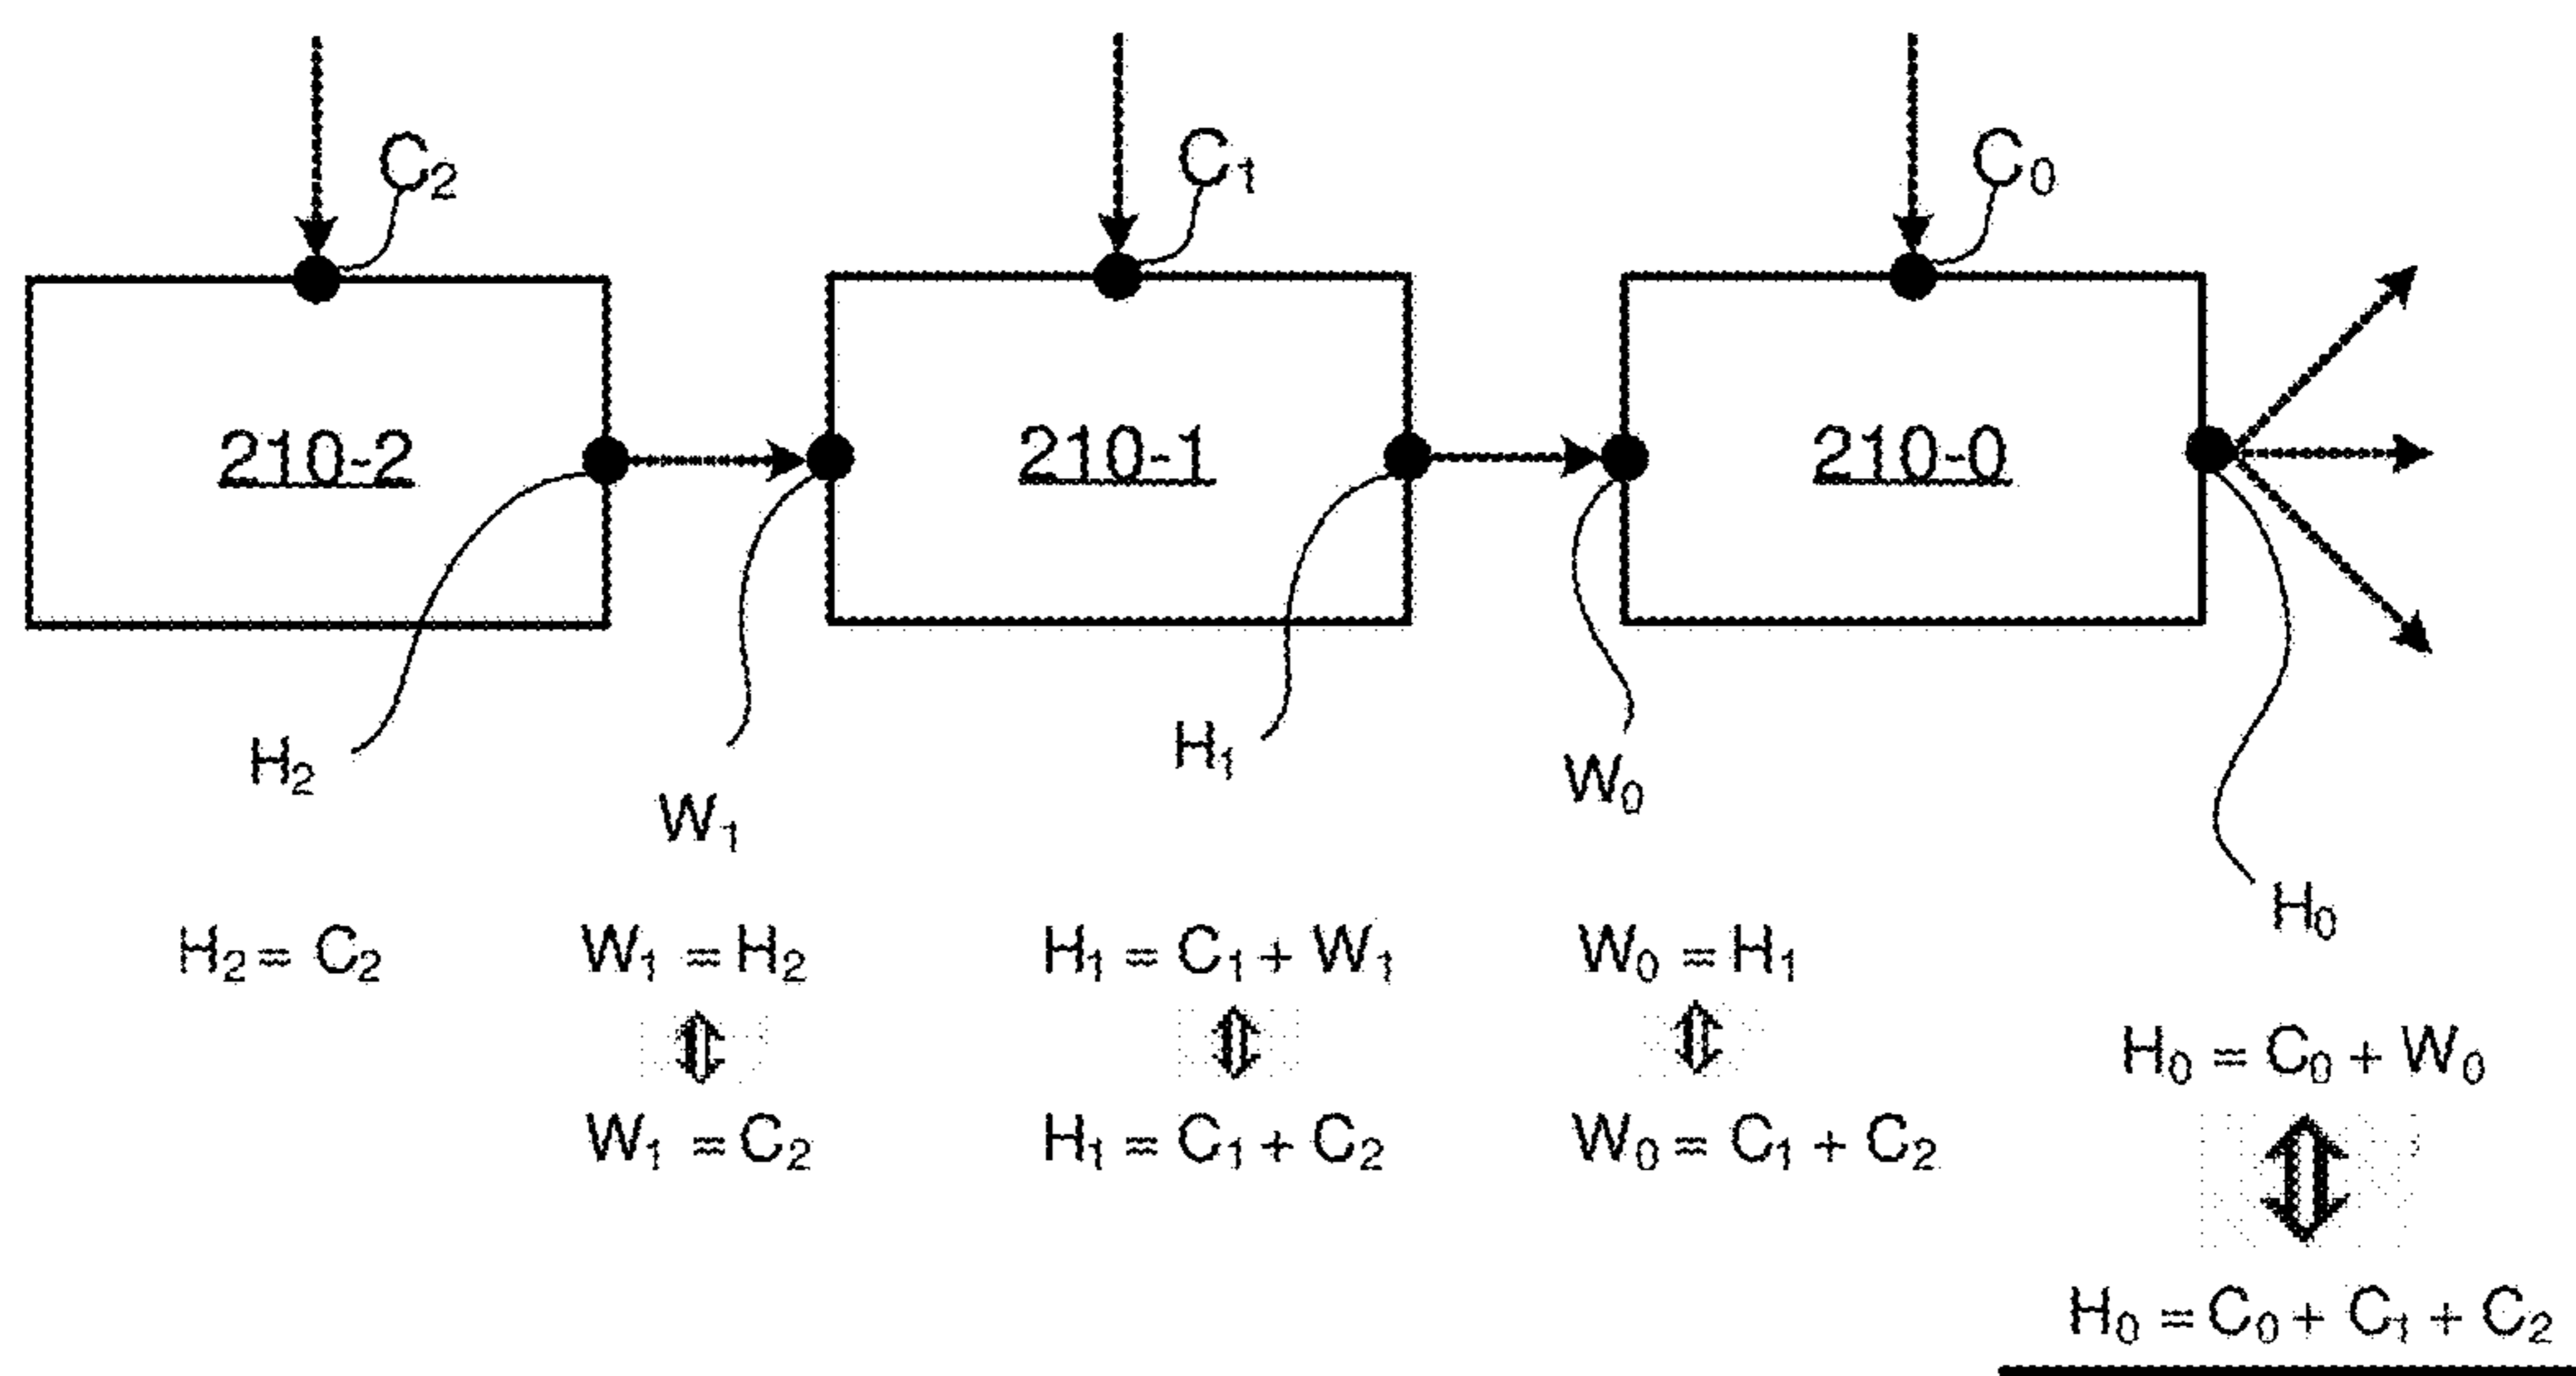 C₂ C₁ C₀
210-2 210-1 210-0
H₂ W₁ H₁ W₀ H₀
H₂ = C₂ W₁ = H₂ H₁ = C₁ + W₁ W₀ = H₁
H₀ = C₀ + W₀
W₁ = C₂ H₁ = C₁ + C₂ W₀ = C₁ + C₂
H₀ = C₀ + C₁ + C₂